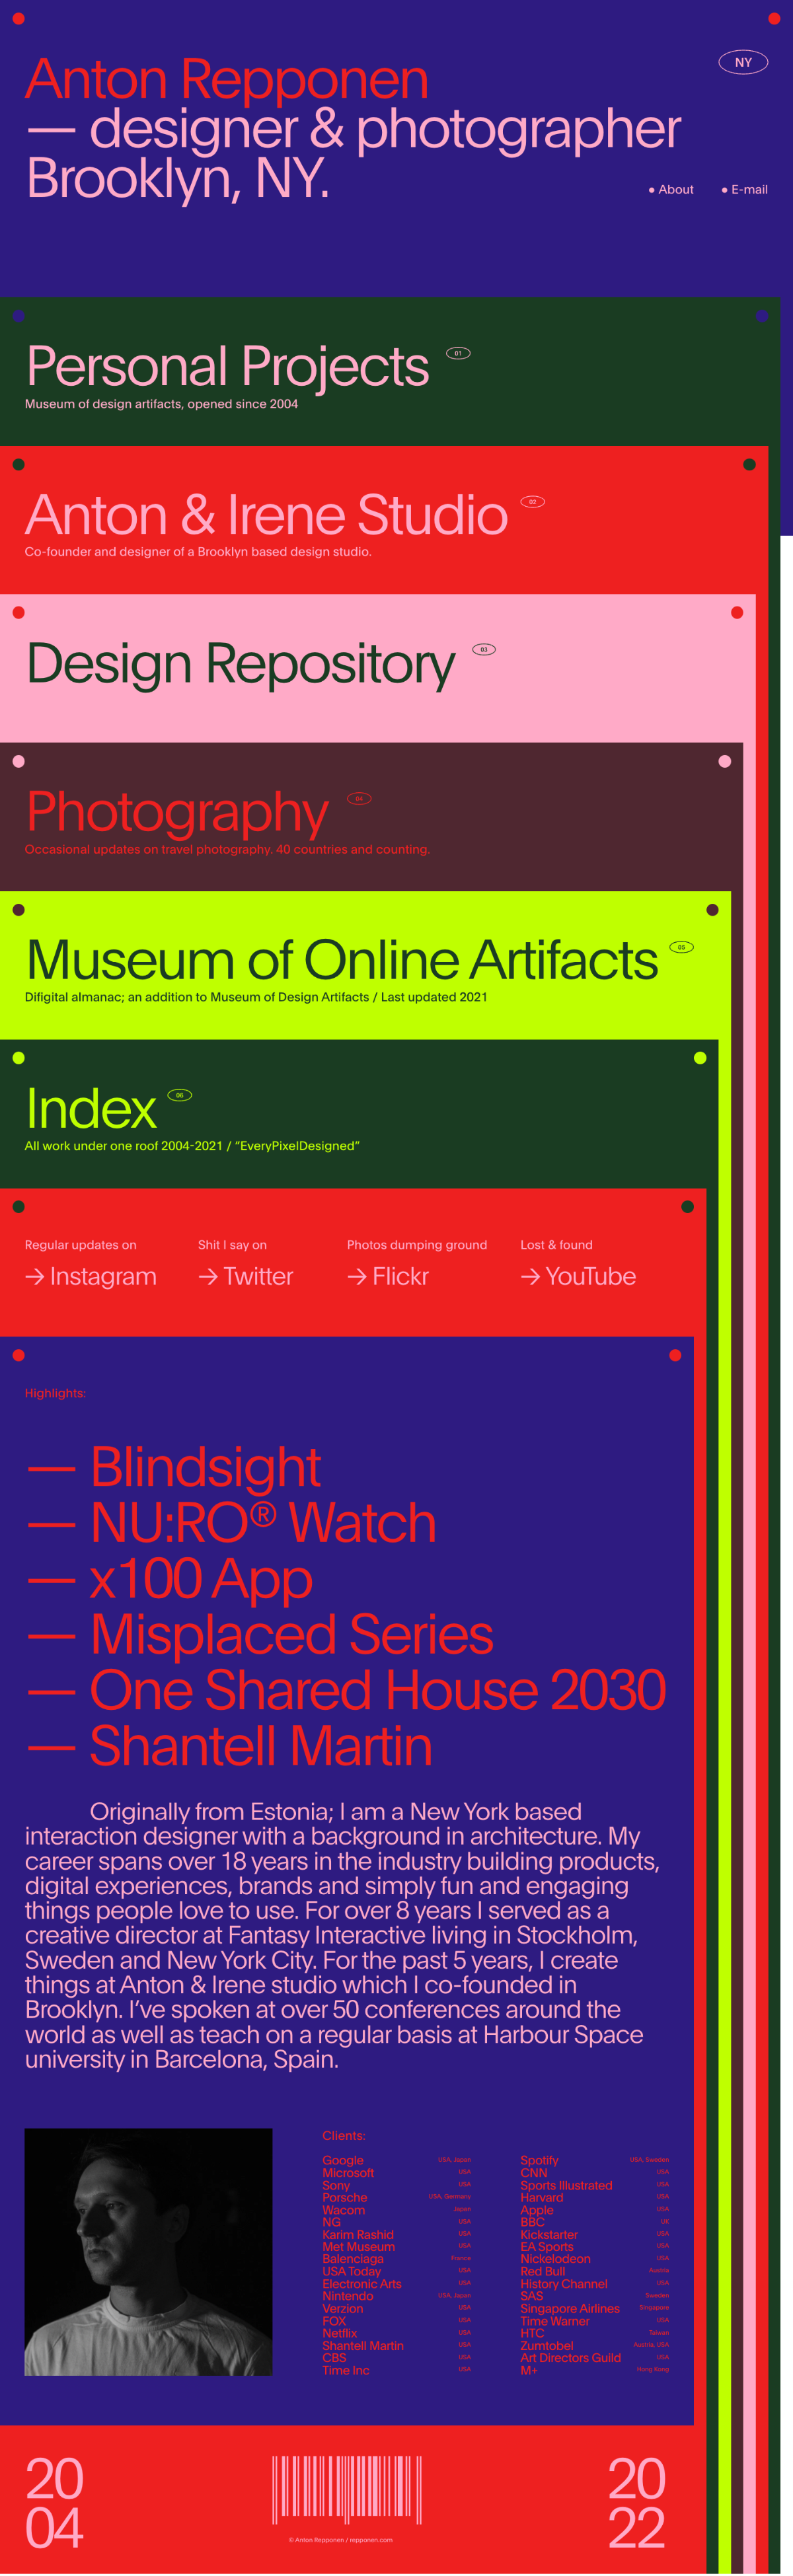 Anton Repponen
— designer & photographer
Brooklyn, NY.
NY
• About
• E-mail
Personal Projects
01
Museum of design artifacts, opened since 2004
Anton & Irene Studio
02
Co-founder and designer of a Brooklyn based design studio.
Design Repository
03
Photography
04
Occasional updates on travel photography. 40 countries and counting.
Museum of Online Artifacts
05
Difigital almanac; an addition to Museum of Design Artifacts / Last updated 2021
Index
06
All work under one roof 2004-2021 / “EveryPixelDesigned”
Regular updates on
→ Instagram
Shit I say on
→ Twitter
Photos dumping ground
→ Flickr
Lost & found
→ YouTube
Highlights:
— Blindsight
— NU:RO® Watch
— x100 App
— Misplaced Series
— One Shared House 2030
— Shantell Martin
Originally from Estonia; I am a New York based
interaction designer with a background in architecture. My
career spans over 18 years in the industry building products,
digital experiences, brands and simply fun and engaging
things people love to use. For over 8 years I served as a
creative director at Fantasy Interactive living in Stockholm,
Sweden and New York City. For the past 5 years, I create
things at Anton & Irene studio which I co-founded in
Brooklyn. I’ve spoken at over 50 conferences around the
world as well as teach on a regular basis at Harbour Space
university in Barcelona, Spain.
Clients:
Google USA, Japan
Microsoft USA
Sony USA
Porsche USA, Germany
Wacom Japan
NG USA
Karim Rashid USA
Met Museum USA
Balenciaga France
USA Today USA
Electronic Arts USA
Nintendo USA, Japan
Verzion USA
FOX USA
Netflix USA
Shantell Martin USA
CBS USA
Time Inc USA
Spotify USA, Sweden
CNN USA
Sports Illustrated USA
Harvard USA
Apple USA
BBC UK
Kickstarter USA
EA Sports USA
Nickelodeon USA
Red Bull Austria
History Channel USA
SAS Sweden
Singapore Airlines Singapore
Time Warner USA
HTC Taiwan
Zumtobel Austria, USA
Art Directors Guild USA
M+ Hong Kong
20
04
© Anton Repponen / repponen.com
20
22